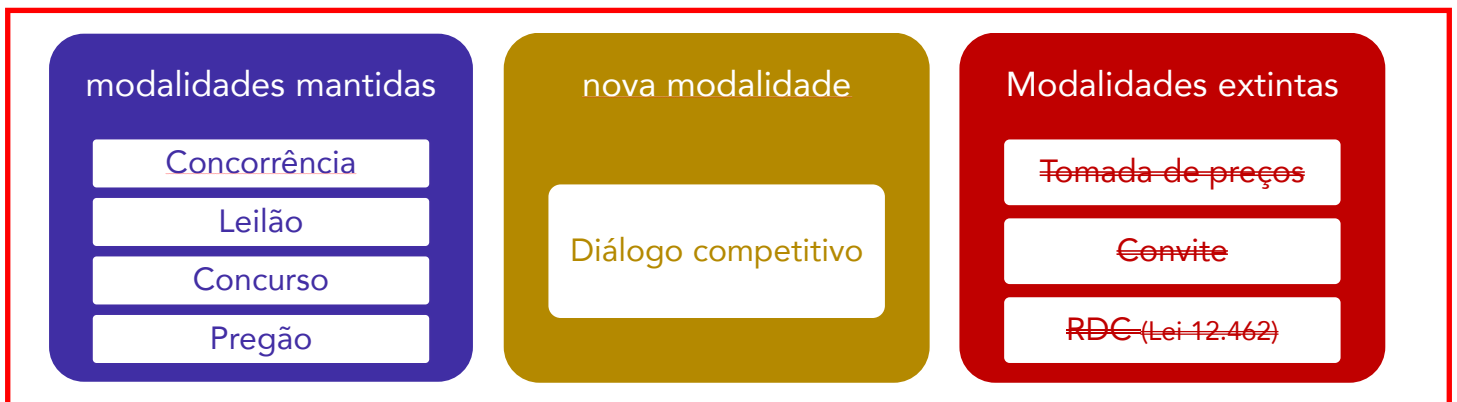 modalidades mantidas
Concorrência
Leilão
Concurso
Pregão
nova modalidade
Diálogo competitivo
Modalidades extintas
Tomada de preços
Convite
RDC (Lei 12.462)